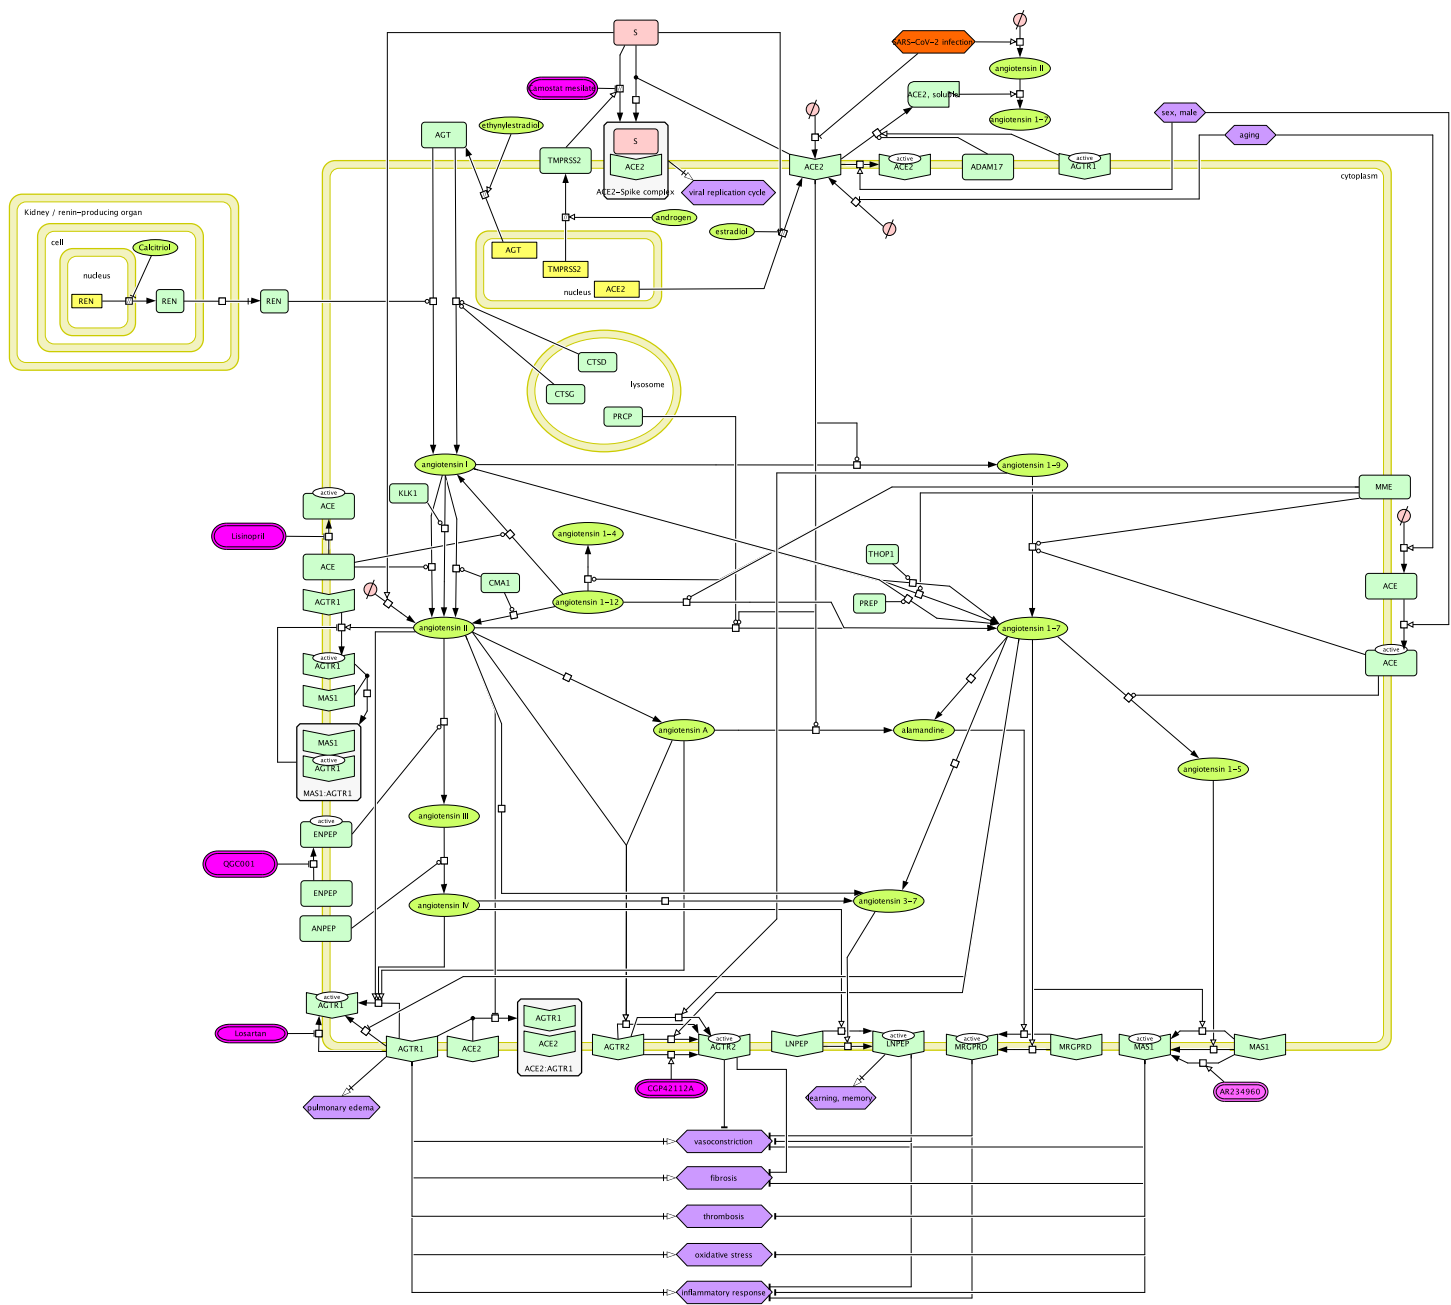 S
SARS-CoV-2 infection
angiotensin II
Camostat mesilate
ACE2, soluble
angiotensin 1-7
sex, male
aging
AGT
ethynylestradiol
S
TMPRSS2
ACE2
ACE2-Spike complex
viral replication cycle
ACE2
active
ACE2
ADAM17
active
AGTR1
cytoplasm
Kidney / renin-producing organ
cell
nucleus
Calcitriol
REN
REN
REN
androgen
estradiol
AGT
TMPRSS2
ACE2
nucleus
CTSD
CTSG
lysosome
PRCP
angiotensin I
angiotensin 1-9
KLK1
MME
active
ACE
Lisinopril
angiotensin 1-4
THOP1
ACE
CMA1
ACE
AGTR1
angiotensin 1-12
PREP
angiotensin II
angiotensin 1-7
active
AGTR1
active
ACE
MAS1
MAS1
active
AGTR1
MAS1:AGTR1
angiotensin A
alamandine
angiotensin 1-5
active
ENPEP
angiotensin III
QGC001
ENPEP
ANPEP
angiotensin IV
angiotensin 3-7
active
AGTR1
Losartan
AGTR1
ACE2
AGTR1
ACE2
ACE2:AGTR1
AGTR2
active
AGTR2
LNPEP
active
LNPEP
active
MRGPRD
MRGPRD
active
MAS1
MAS1
CGP42112A
AR234960
pulmonary edema
learning, memory
vasoconstriction
fibrosis
thrombosis
oxidative stress
inflammatory response